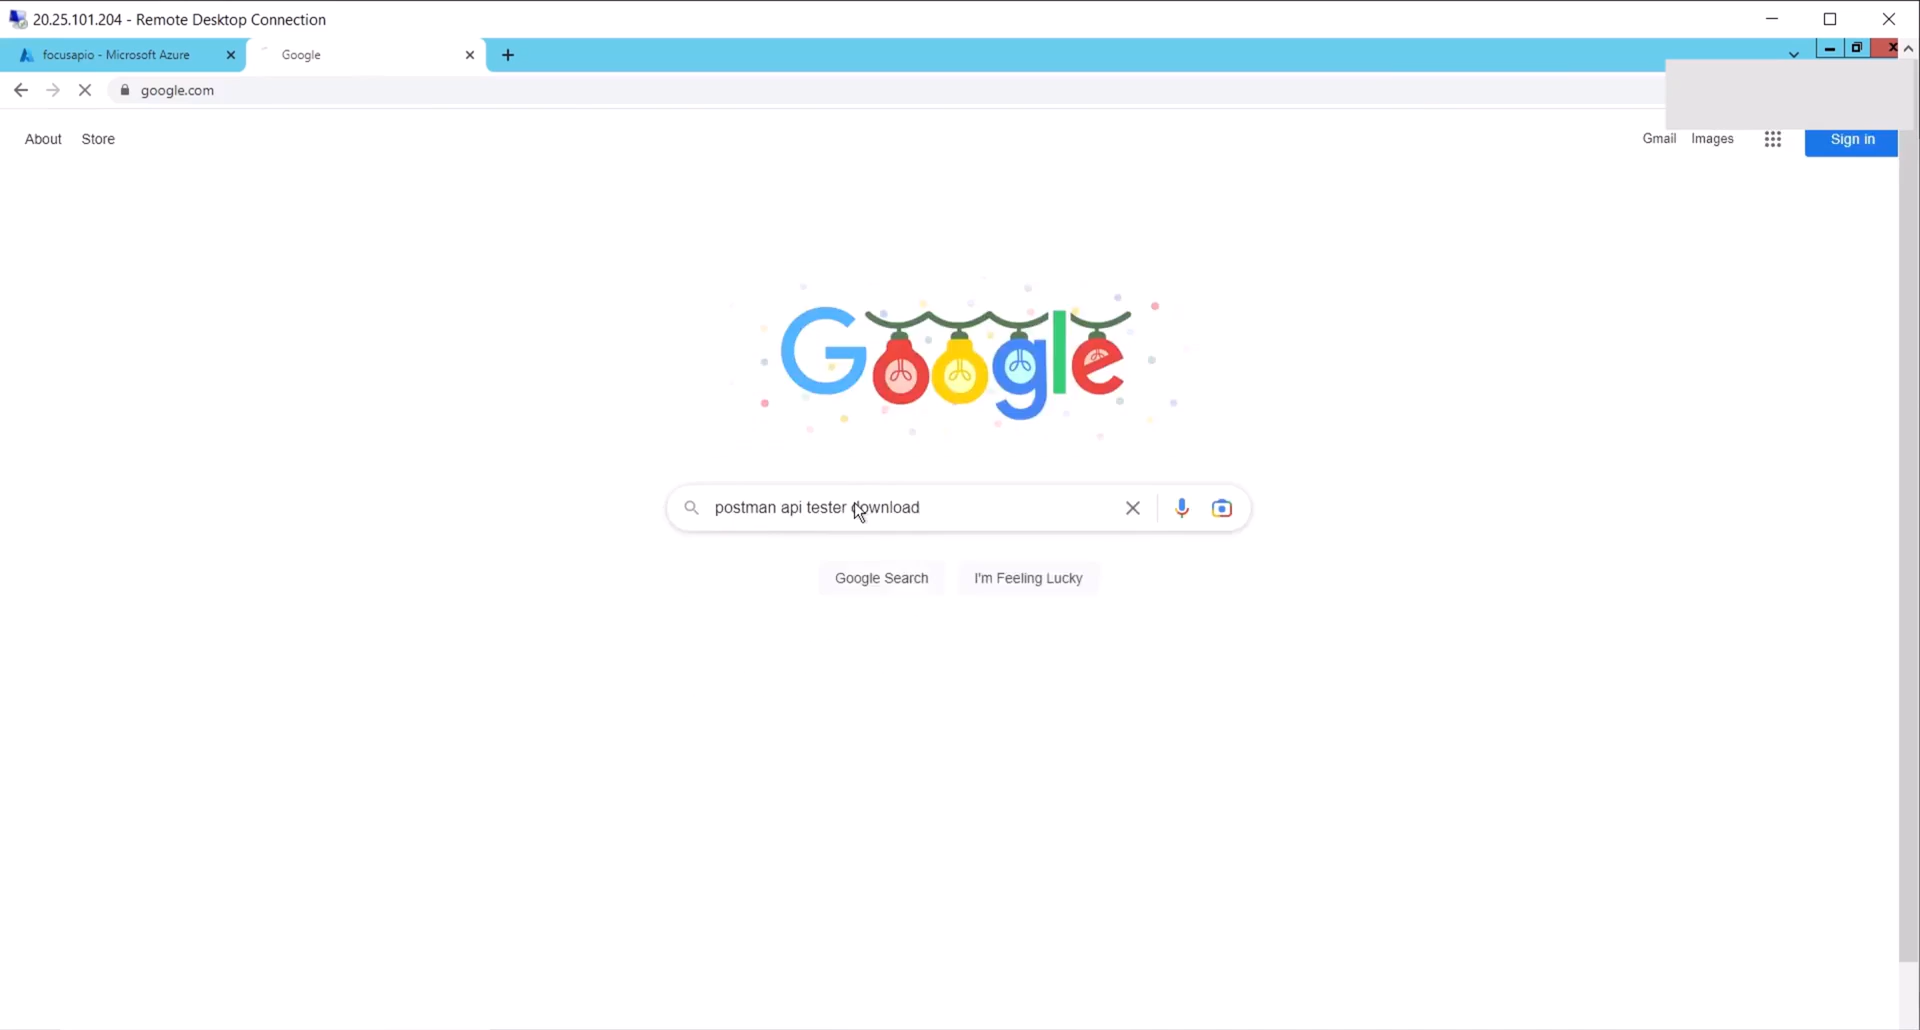 20.25.101.204 - Remote Desktop Connection
focusapio - Microsoft Azure
Google
google.com
About Store
Gmail Images
Sign in
Google
postman api tester download
Google Search
I'm Feeling Lucky